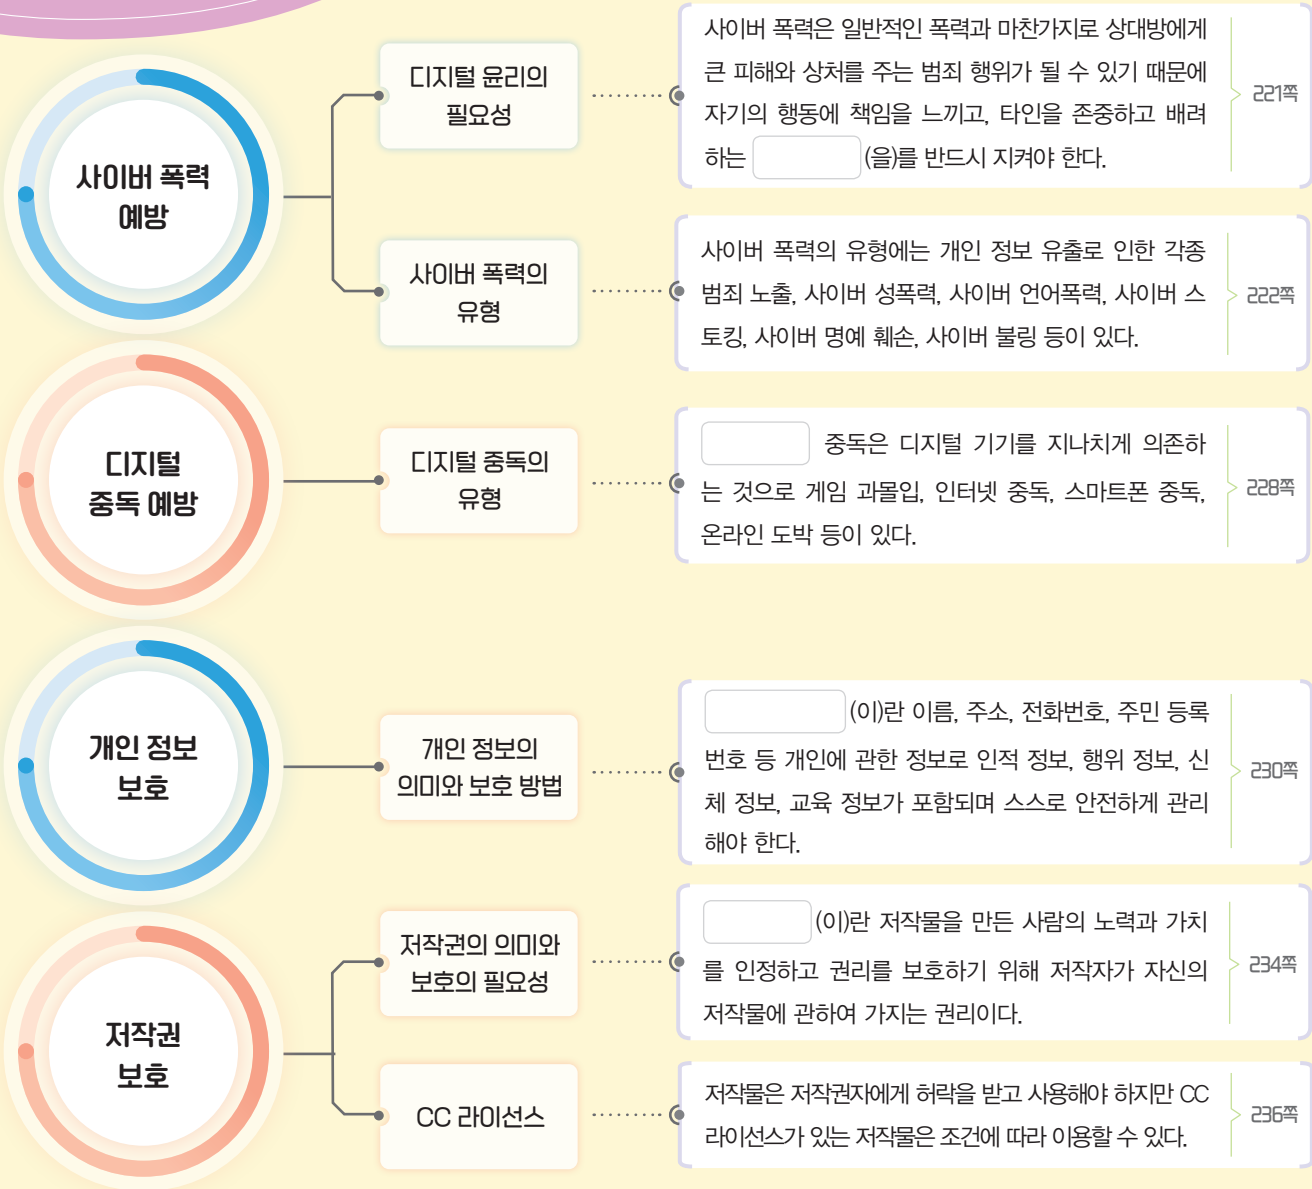 사이버 폭력
예방
디지털 윤리의
필요성
사이버 폭력은 일반적인 폭력과 마찬가지로 상대방에게
큰 피해와 상처를 주는 범죄 행위가 될 수 있기 때문에
자기의 행동에 책임을 느끼고, 타인을 존중하고 배려
하는 (을)를 반드시 지켜야 한다.
221쪽
사이버 폭력의
유형
사이버 폭력의 유형에는 개인 정보 유출로 인한 각종
범죄 노출, 사이버 성폭력, 사이버 언어폭력, 사이버 스
토킹, 사이버 명예 훼손, 사이버 불링 등이 있다.
222쪽
디지털
중독 예방
디지털 중독의
유형
중독은 디지털 기기를 지나치게 의존하
는 것으로 게임 과몰입, 인터넷 중독, 스마트폰 중독,
온라인 도박 등이 있다.
228쪽
개인 정보
보호
개인 정보의
의미와 보호 방법
(이)란 이름, 주소, 전화번호, 주민 등록
번호 등 개인에 관한 정보로 인적 정보, 행위 정보, 신
체 정보, 교육 정보가 포함되며 스스로 안전하게 관리
해야 한다.
230쪽
저작권
보호
저작권의 의미와
보호의 필요성
(이)란 저작물을 만든 사람의 노력과 가치
를 인정하고 권리를 보호하기 위해 저작자가 자신의
저작물에 관하여 가지는 권리이다.
234쪽
CC 라이선스
저작물은 저작권자에게 허락을 받고 사용해야 하지만 CC
라이선스가 있는 저작물은 조건에 따라 이용할 수 있다.
236쪽